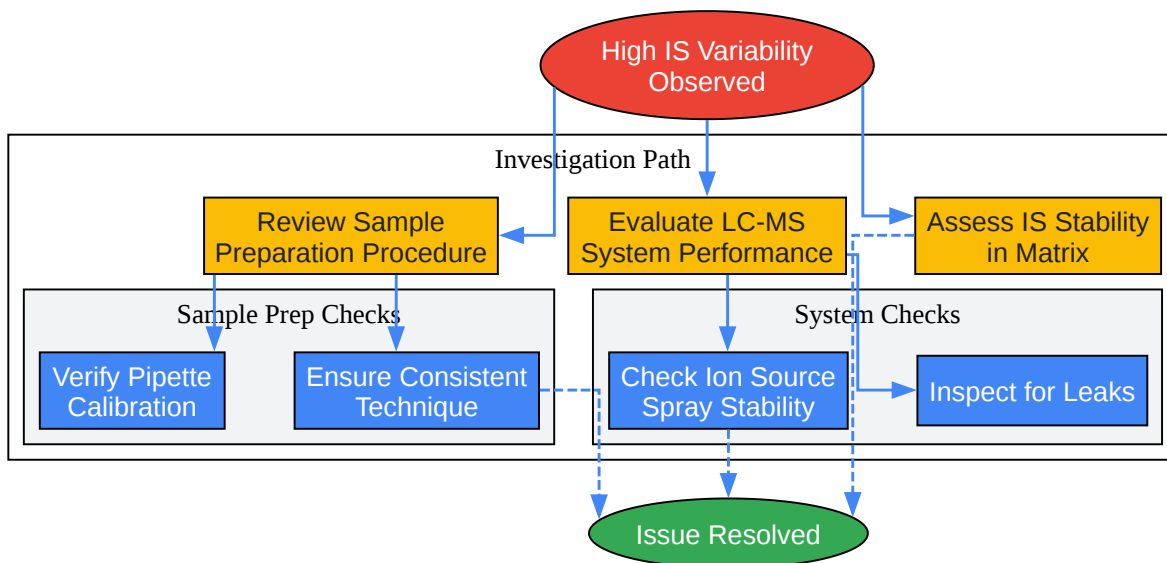 High IS Variability
Observed
Investigation Path
Review Sample
Preparation Procedure
Evaluate LC-MS
System Performance
Assess IS Stability
in Matrix
Sample Prep Checks
System Checks
Verify Pipette
Calibration
Ensure Consistent
Technique
Check Ion Source
Spray Stability
Inspect for Leaks
Issue Resolved